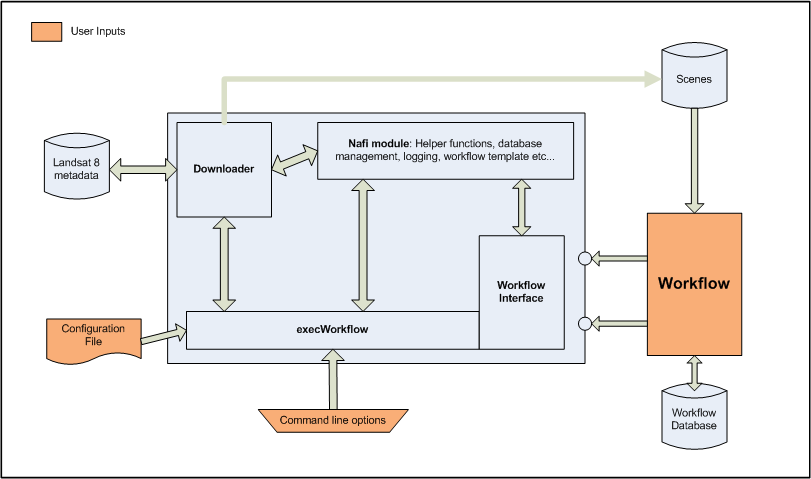 User Inputs
Scenes
Landsat 8
metadata
Downloader
Nafi module: Helper functions, database
management, logging, workflow template etc...
Workflow
Interface
Workflow
Configuration
File
execWorkflow
Command line options
Workflow
Database